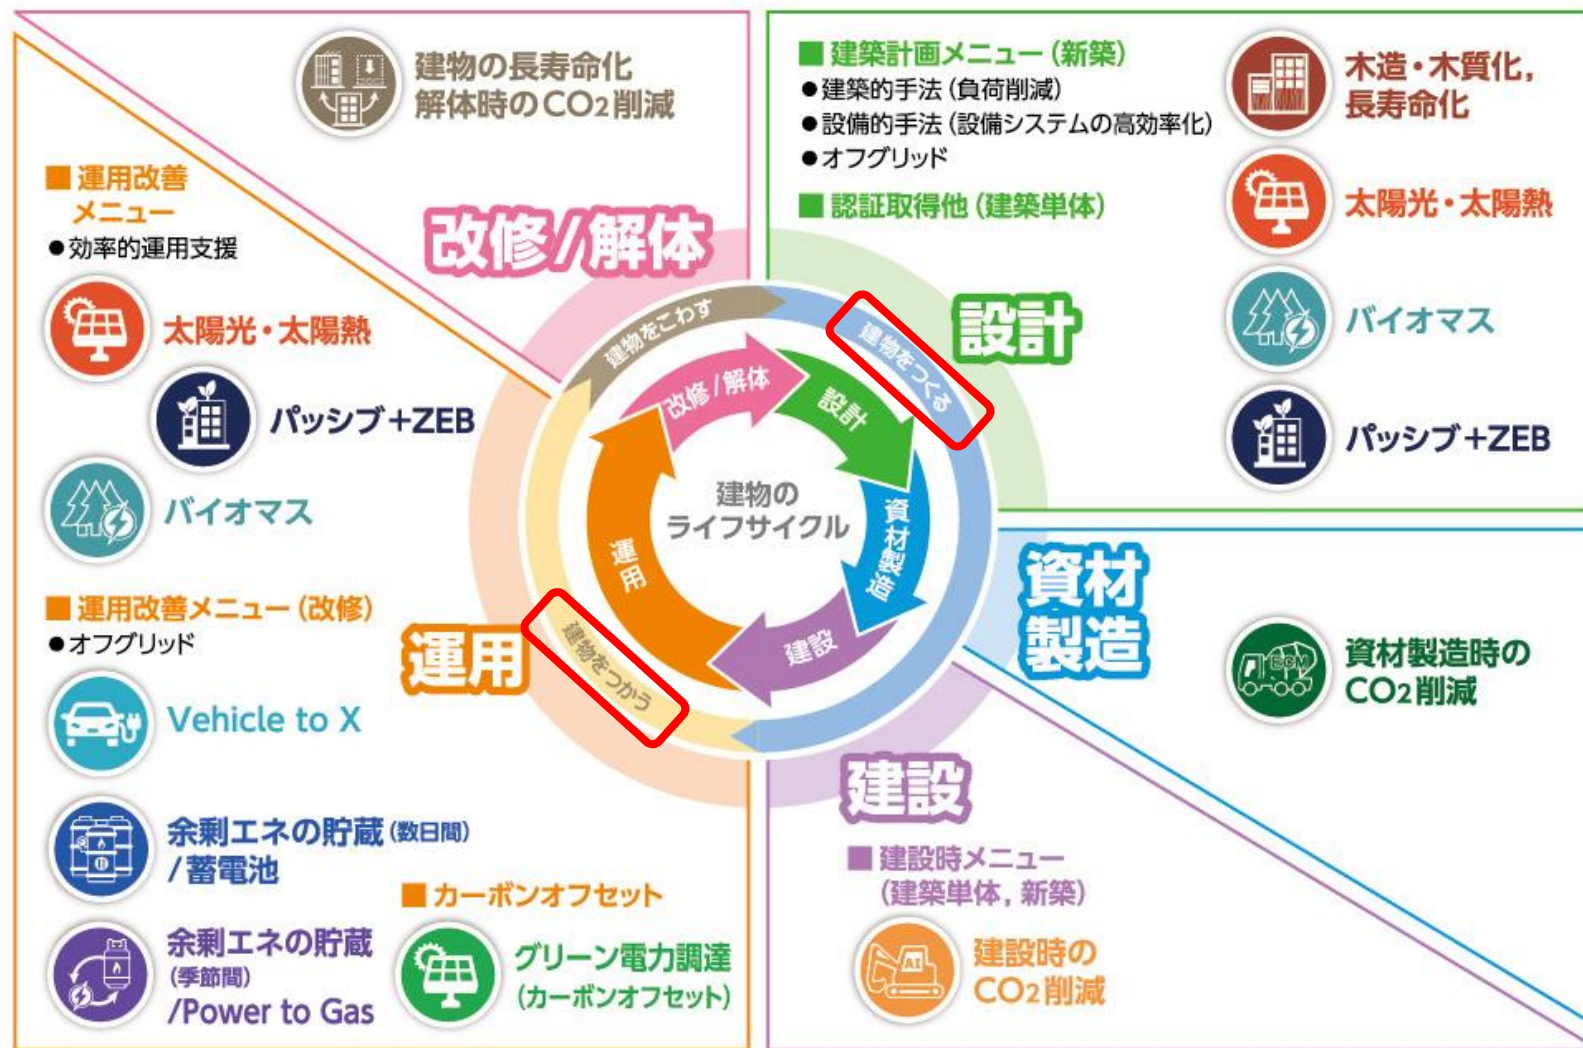 建物の長寿命化
解体時のCO2削減
改修/解体
■運用改善
メニュー
●効率的運用支援
太陽光・太陽熱
パッシブ+ZEB
バイオマス
■運用改善メニュー(改修)
●オフグリッド
運用
Vehicle to X
余剰エネの貯蔵(数日間)
/蓄電池
余剰エネの貯蔵
(季節間)
/Power to Gas
■カーボンオフセット
グリーン電力調達
(カーボンオフセット)
■建築計画メニュー(新築)
●建築的手法(負荷削減)
●設備的手法(設備システムの高効率化)
●オフグリッド
■認証取得他(建築単体)
設計
木造・木質化,
長寿命化
太陽光・太陽熱
バイオマス
パッシブ+ZEB
資材
製造
ECM
資材製造時の
CO2削減
建設
■建設時メニュー
(建築単体, 新築)
AI
建設時の
CO2削減
建物をこわす
建物をつくる
建物をつかう
改修/解体
設計
資材製造
建設
運用
建物の
ライフサイクル